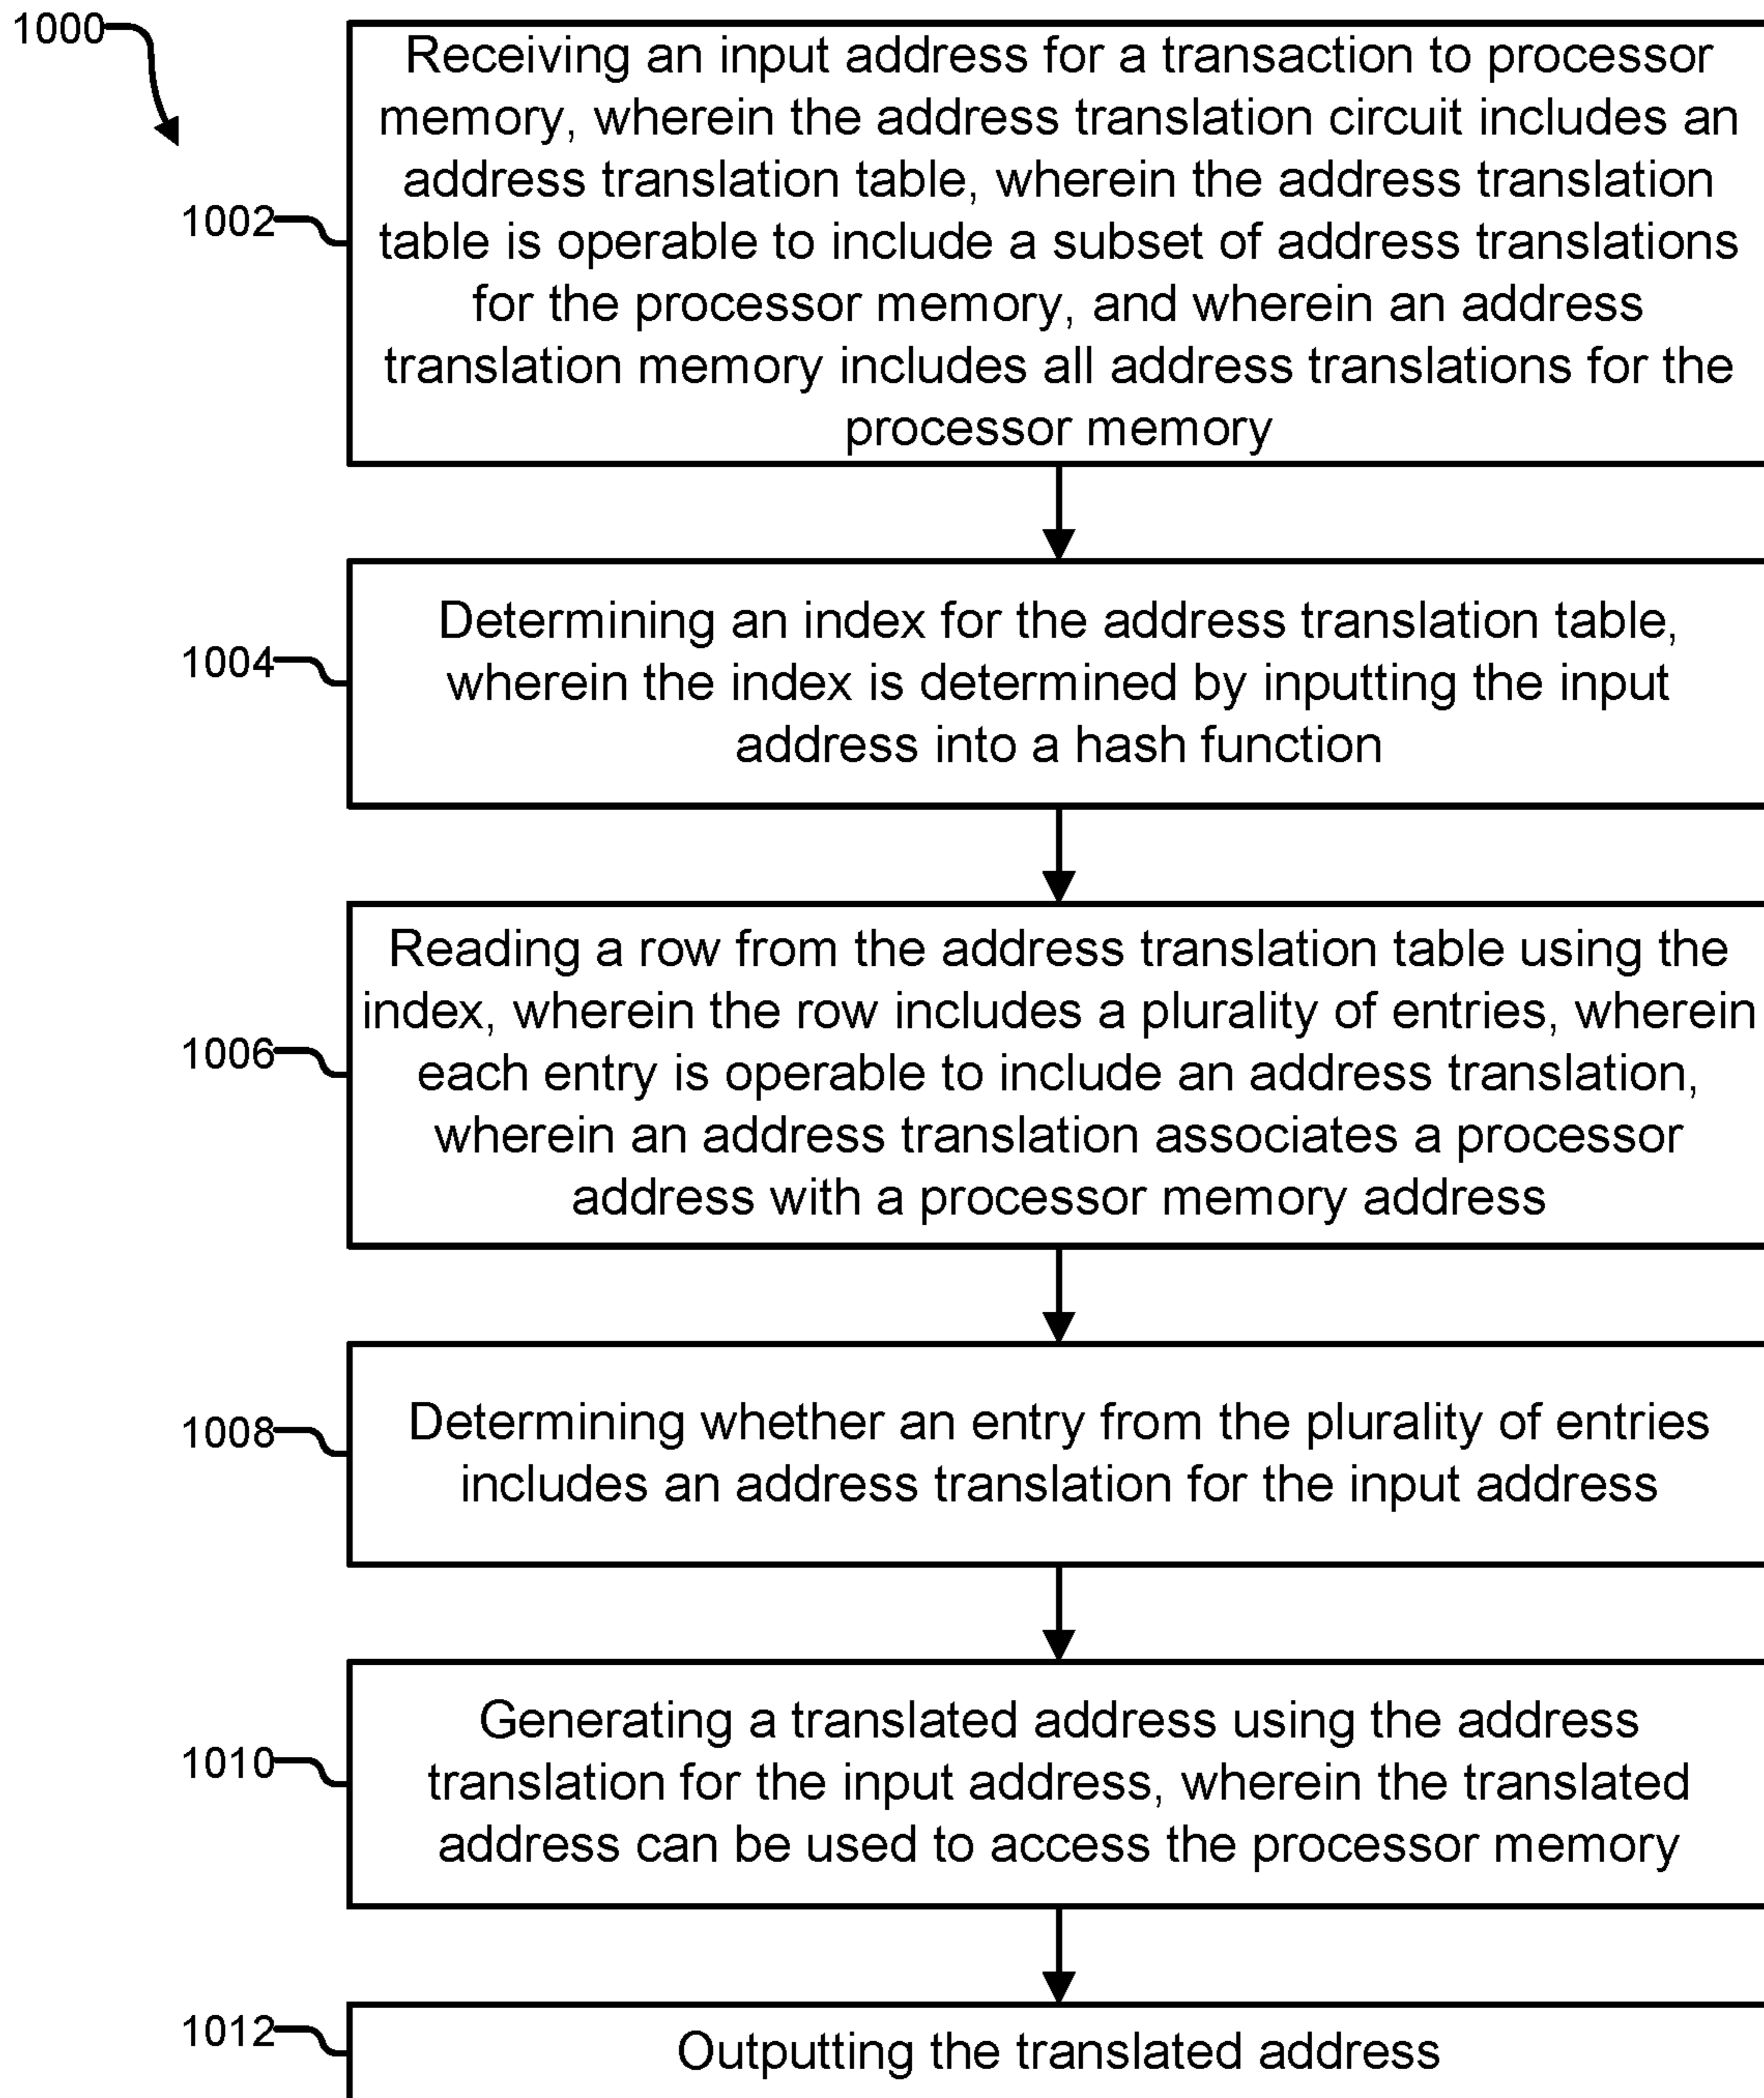 1000
Receiving an input address for a transaction to processor
memory, wherein the address translation circuit includes an
address translation table, wherein the address translation
1002
table is operable to include a subset of address translations
for the processor memory, and wherein an address
translation memory includes all address translations for the
processor memory
Determining an index for the address translation table,
1004
wherein the index is determined by inputting the input
address into a hash function
Reading a row from the address translation table using the
index, wherein the row includes a plurality of entries, wherein
1006
each entry is operable to include an address translation,
wherein an address translation associates a processor
address with a processor memory address
1008
Determining whether an entry from the plurality of entries
includes an address translation for the input address
Generating a translated address using the address
1010
translation for the input address, wherein the translated
address can be used to access the processor memory
1012
Outputting the translated address